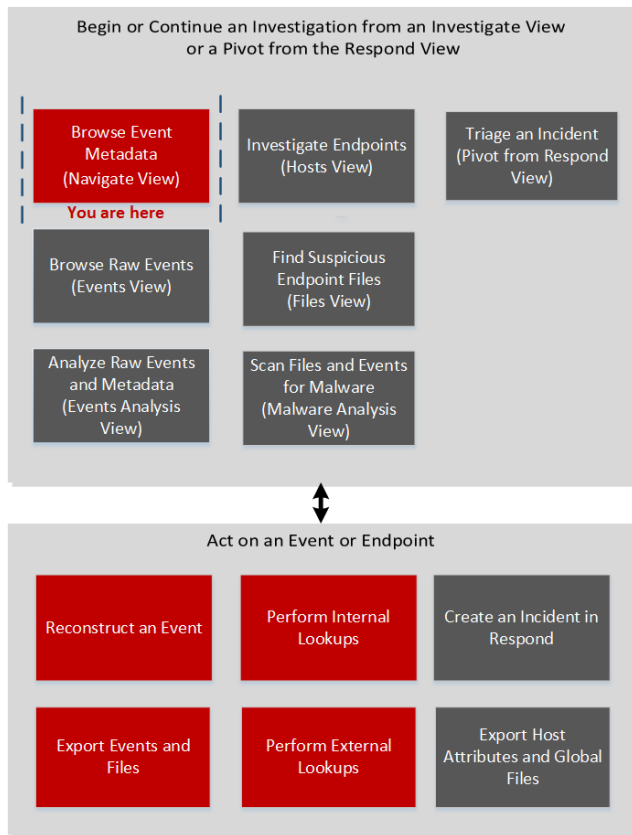 Begin or Continue an Investigation from an Investigate View
or a Pivot from the Respond View
Browse Event
Metadata
(Navigate View)
Investigate Endpoints
(Hosts View)
Triage an Incident
(Pivot from Respond
View)
You are here
Browse Raw Events
(Events View)
Find Suspicious
Endpoint Files
(Files View)
Analyze Raw Events
and Metadata
(Events Analysis
View)
Scan Files and Events
for Malware
(Malware Analysis
View)
Act on an Event or Endpoint
Reconstruct an Event
Perform Internal
Lookups
Create an Incident in
Respond
Export Events and
Files
Perform External
Lookups
Export Host
Attributes and Global
Files